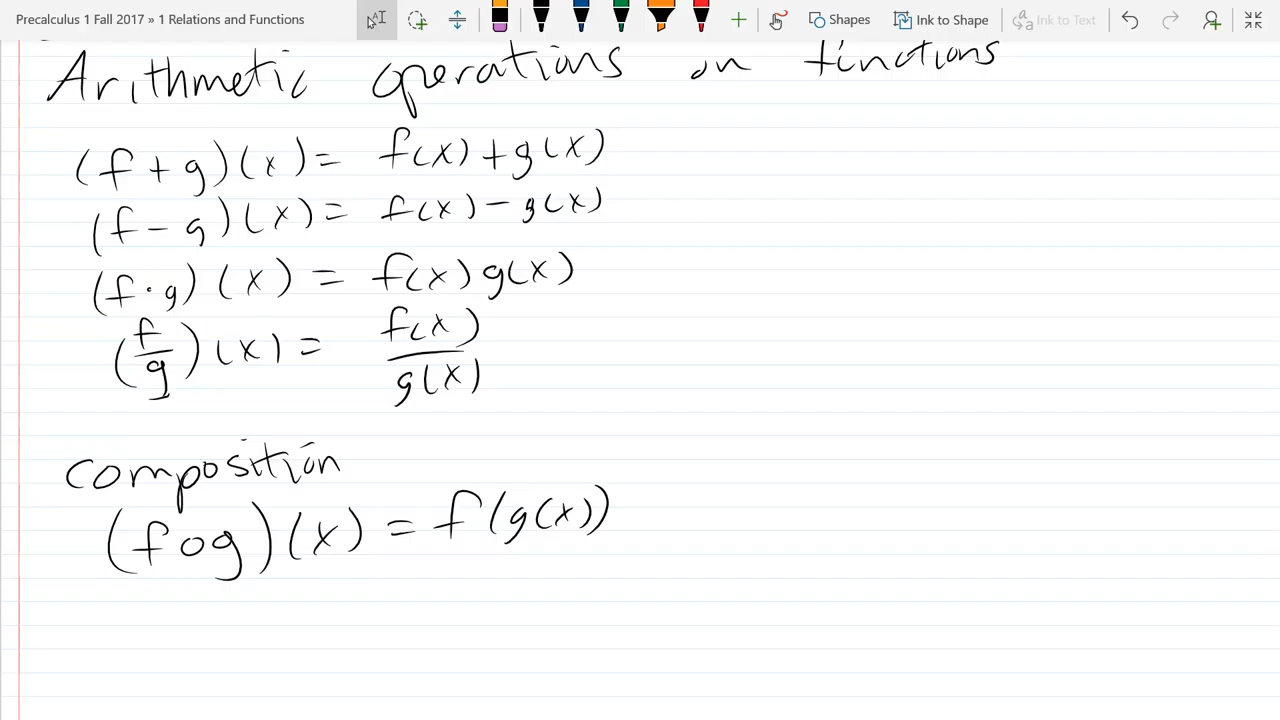 Precalculus 1 Fall 2017 » 1 Relations and Functions
Shapes
Ink to Shape
Ink to Text
Arithmetic operations on functions
(f+g)(x) = f(x)+g(x)
(f-g)(x) = f(x)-g(x)
(f·g)(x) = f(x)g(x)
(f/g)(x) = f(x)/g(x)
composition
(fog)(x) = f(g(x))